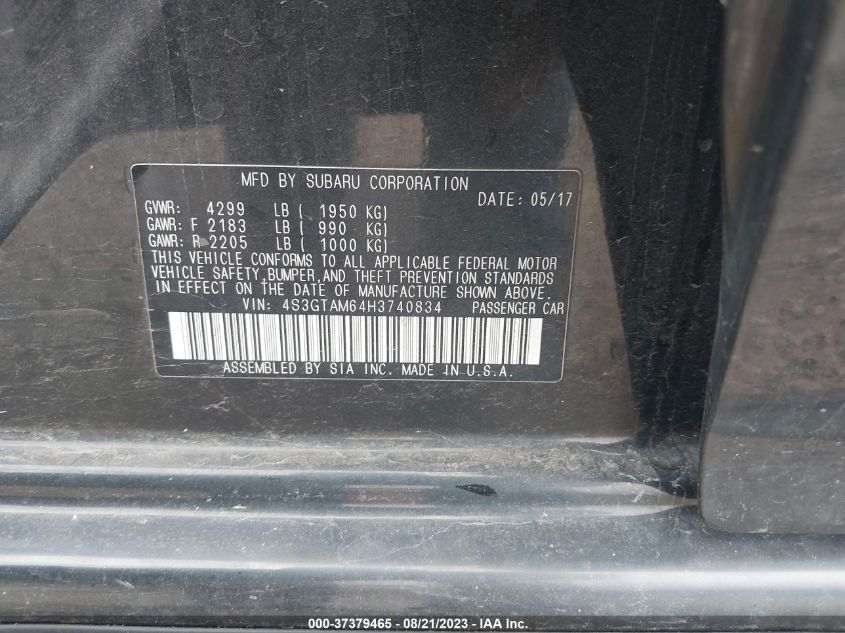 MFD BY SUBARU CORPORATION
DATE: 05/17
GVWR: 4299 LB ( 1950 KG)
GAWR: F 2183 LB ( 990 KG)
GAWR: R 2205 LB ( 1000 KG)
THIS VEHICLE CONFORMS TO ALL APPLICABLE FEDERAL MOTOR
VEHICLE SAFETY,BUMPER,AND THEFT PREVENTION STANDARDS
IN EFFECT ON THE DATE OF MANUFACTURE SHOWN ABOVE.
VIN: 4S3GTAM64H3740834 PASSENGER CAR
ASSEMBLED BY SIA INC. MADE IN U.S.A.
000-37379465 - 08/21/2023 - IAA Inc.